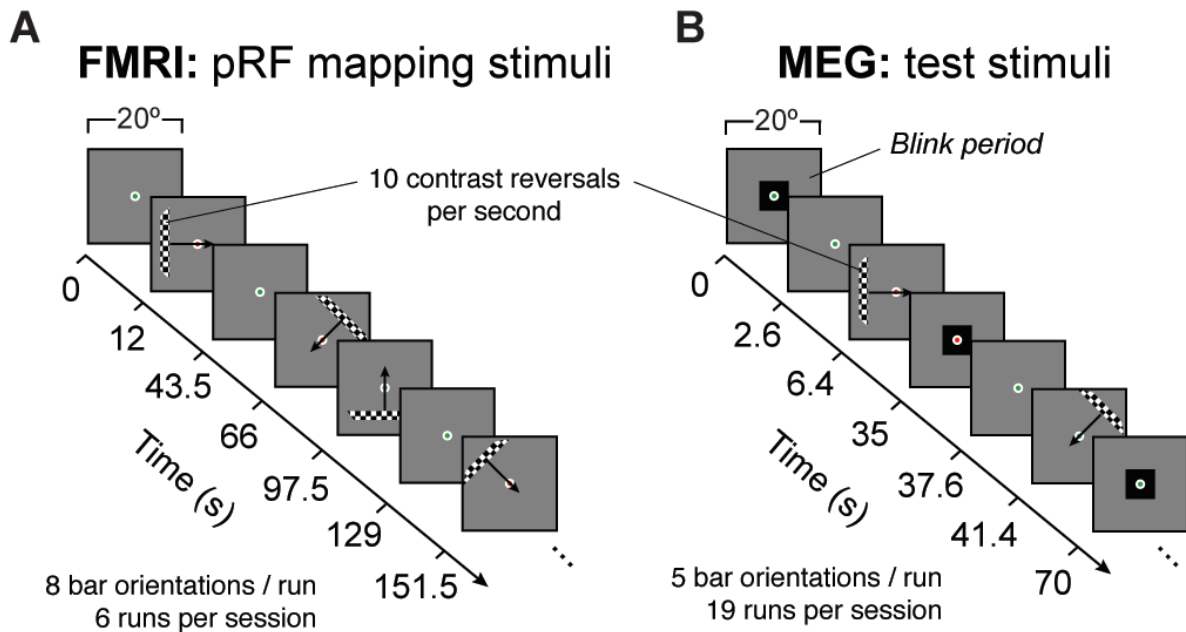 A
FMRI: pRF mapping stimuli
20º
10 contrast reversals
per second
0
12
43.5
66
97.5
129
151.5
Time (s)
...
8 bar orientations / run
6 runs per session
B
MEG: test stimuli
20º
Blink period
0
2.6
6.4
35
37.6
41.4
70
Time (s)
...
5 bar orientations / run
19 runs per session